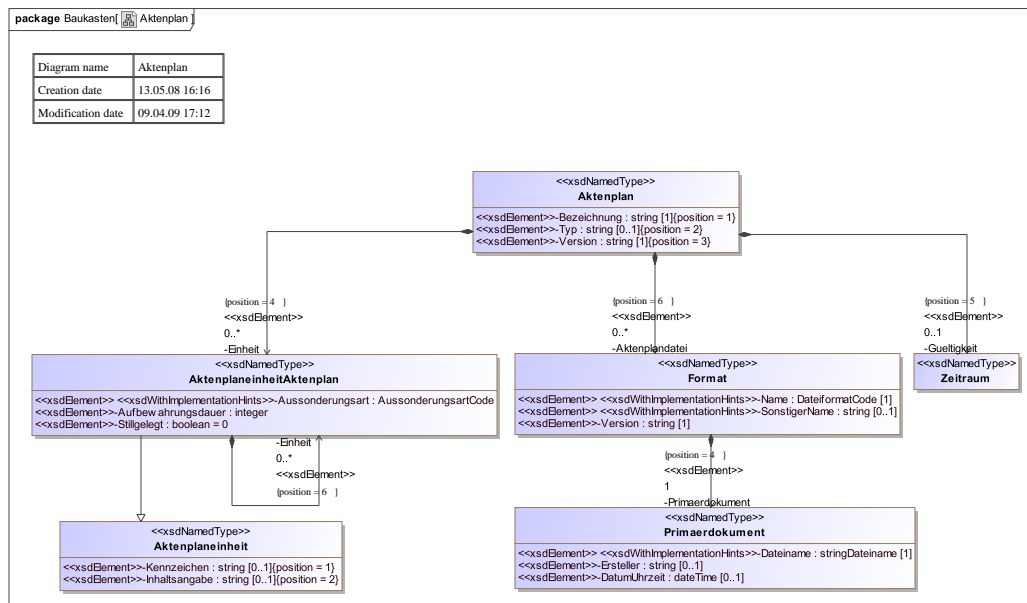 package Baukasten[ Aktenplan ]
Diagram name Aktenplan
Creation date 13.05.08 16:16
Modification date 09.04.09 17:12
<<xsdNamedType>>
Aktenplan
<<xsdElement>>-Bezeichnung : string [1]{position = 1}
<<xsdElement>>-Typ : string [0..1]{position = 2}
<<xsdElement>>-Version : string [1]{position = 3}
{position = 4 }
<<xsdElement>>
0..*
-Einheit
{position = 6 }
<<xsdElement>>
0..*
-Aktenplandatei
{position = 5 }
<<xsdElement>>
0..1
-Gueltigkeit
<<xsdNamedType>>
AktenplaneinheitAktenplan
<<xsdElement>> <<xsdWithImplementationHints>>-Aussonderungsart : AussonderungsartCode
<<xsdElement>>-Aufbewahrungsdauer : integer
<<xsdElement>>-Stillgelegt : boolean = 0
<<xsdNamedType>>
Format
<<xsdElement>> <<xsdWithImplementationHints>>-Name : DateiformatCode [1]
<<xsdElement>> <<xsdWithImplementationHints>>-SonstigerName : string [0..1]
<<xsdElement>>-Version : string [1]
<<xsdNamedType>>
Zeitraum
-Einheit
0..*
<<xsdElement>>
{position = 6 }
{position = 4 }
<<xsdElement>>
1
-Primaerdokument
<<xsdNamedType>>
Aktenplaneinheit
<<xsdElement>>-Kennzeichen : string [0..1]{position = 1}
<<xsdElement>>-Inhaltsangabe : string [0..1]{position = 2}
<<xsdNamedType>>
Primaerdokument
<<xsdElement>> <<xsdWithImplementationHints>>-Dateiname : stringDateiname [1]
<<xsdElement>>-Ersteller : string [0..1]
<<xsdElement>>-DatumUhrzeit : dateTime [0..1]